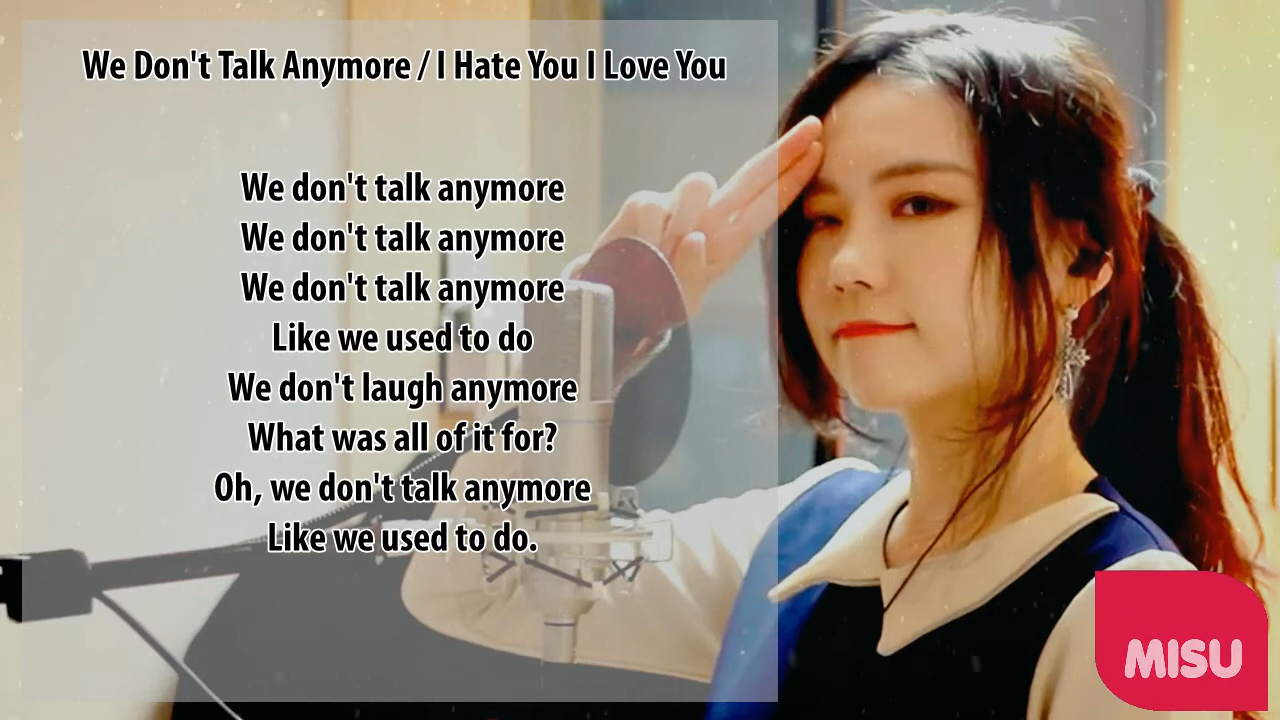 We Don't Talk Anymore / I Hate You I Love You
We don't talk anymore
We don't talk anymore
We don't talk anymore
Like we used to do
We don't laugh anymore
What was all of it for?
Oh, we don't talk anymore
Like we used to do.
MISU